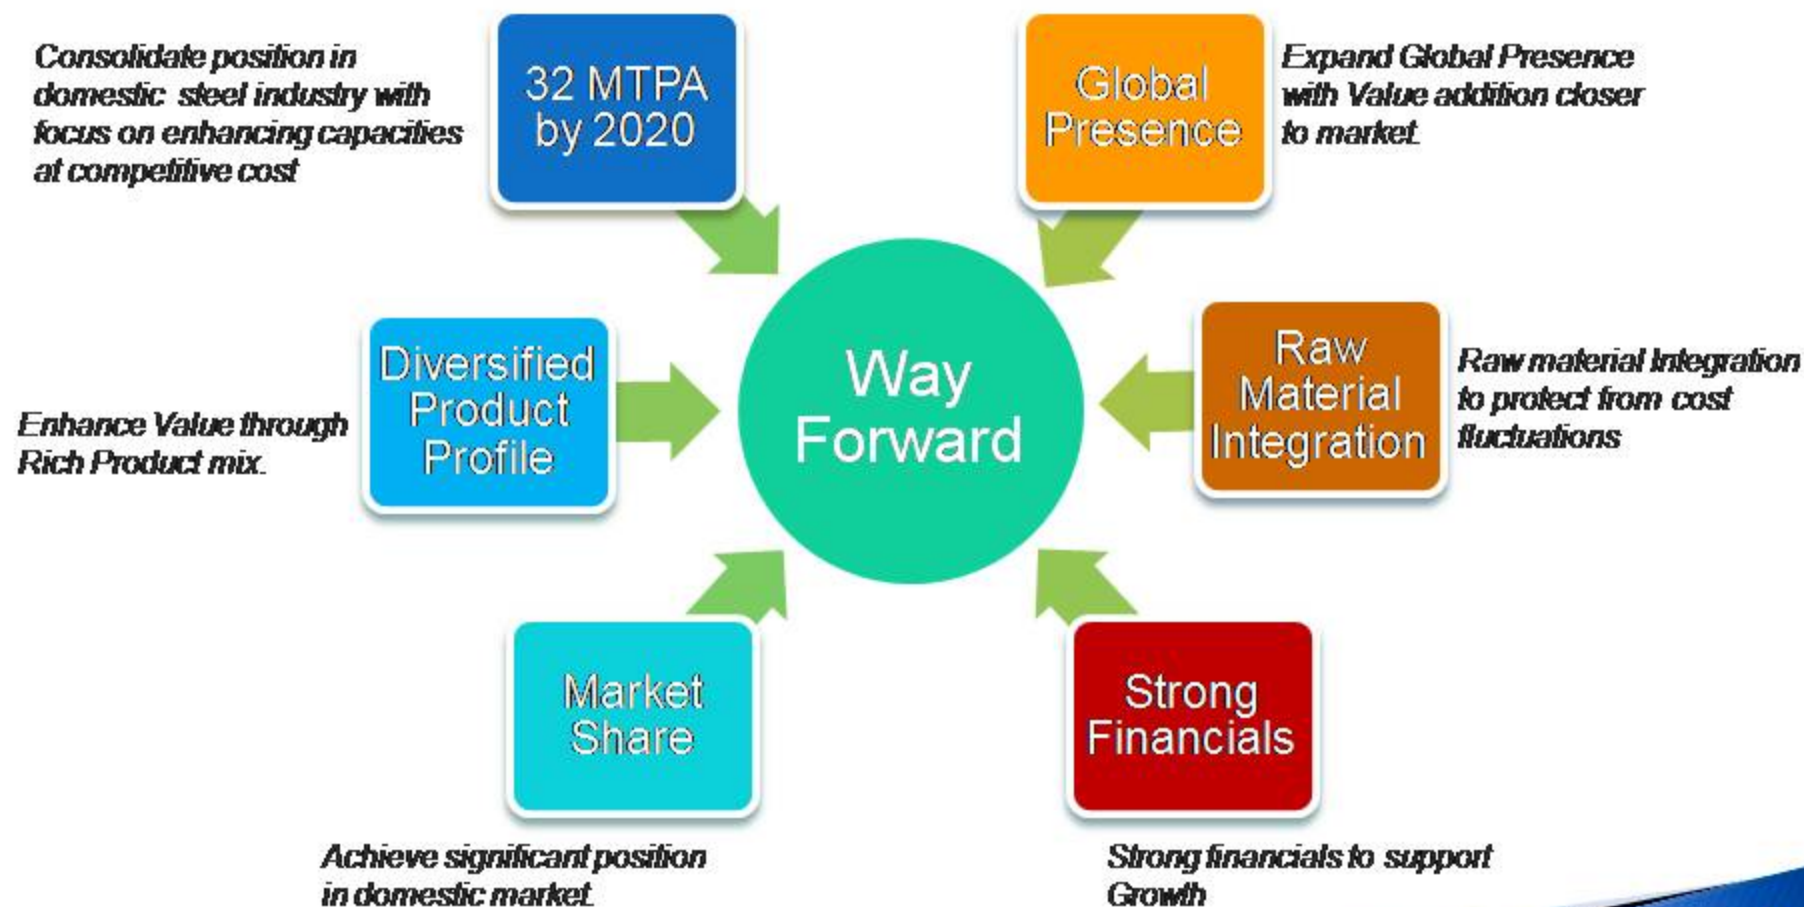 Consolidate position in
domestic steel industry with
focus on enhancing capacities
at competitive cost
32 MTPA
by 2020
Global
Presence
Expand Global Presence
with Value addition closer
to market.
Enhance Value through
Rich Product mix.
Diversified
Product
Profile
Way
Forward
Raw
Material
Integration
Raw material Integration
to protect from cost
fluctuations
Market
Share
Strong
Financials
Achieve significant position
in domestic market.
Strong financials to support
Growth